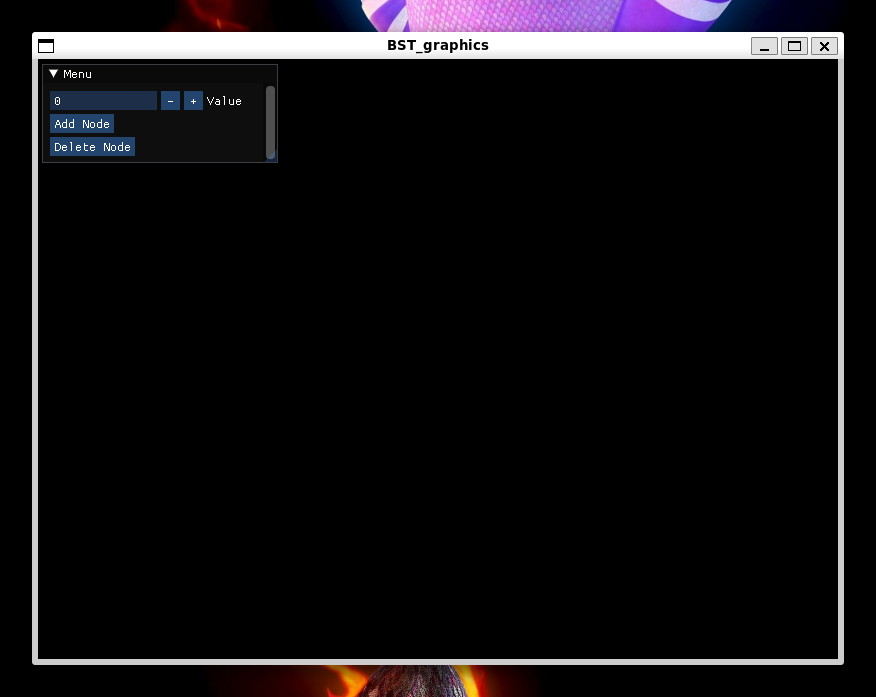 BST_graphics
▼ Menu
0 - + Value
Add Node
Delete Node